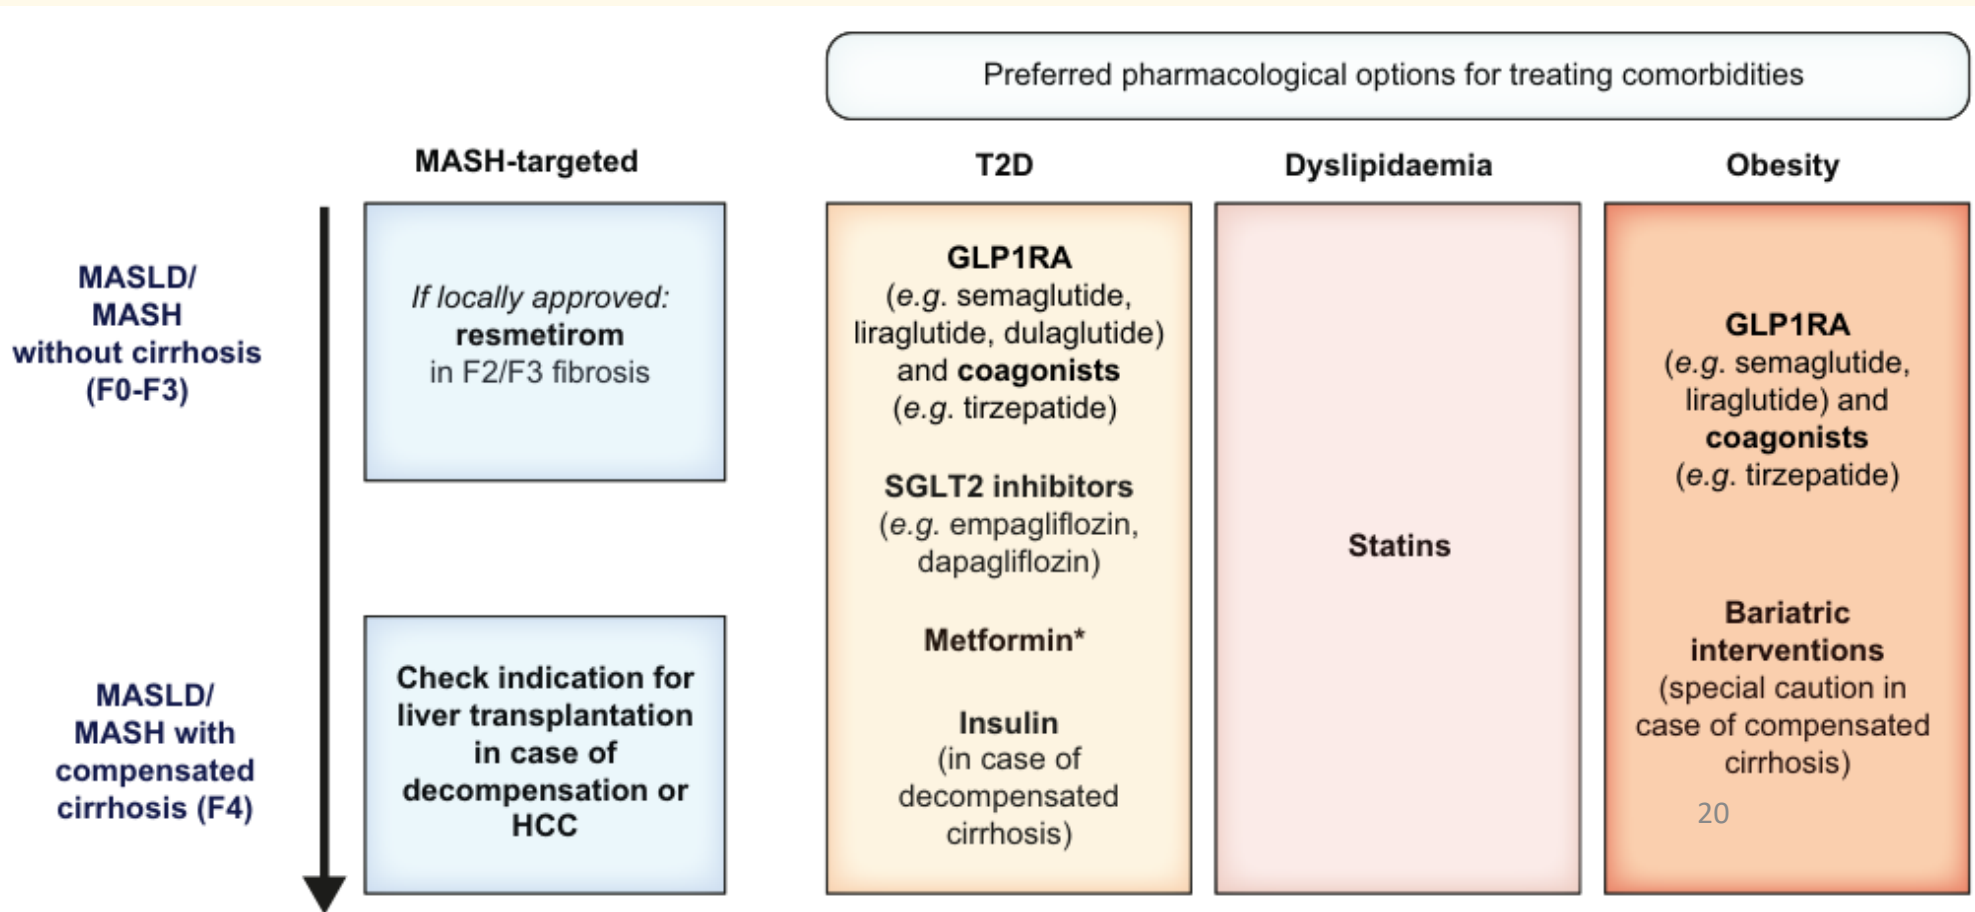 Preferred pharmacological options for treating comorbidities
MASH-targeted
T2D
Dyslipidaemia
Obesity
MASLD/
MASH
without cirrhosis
(F0-F3)
If locally approved:
resmetirom
in F2/F3 fibrosis
MASLD/
MASH with
compensated
cirrhosis (F4)
Check indication for
liver transplantation
in case of
decompensation or
HCC
GLP1RA
(e.g. semaglutide,
liraglutide, dulaglutide)
and coagonists
(e.g. tirzepatide)
SGLT2 inhibitors
(e.g. empagliflozin,
dapagliflozin)
Metformin*
Insulin
(in case of
decompensated
cirrhosis)
Statins
GLP1RA
(e.g. semaglutide,
liraglutide) and
coagonists
(e.g. tirzepatide)
Bariatric
interventions
(special caution in
case of compensated
cirrhosis)
20